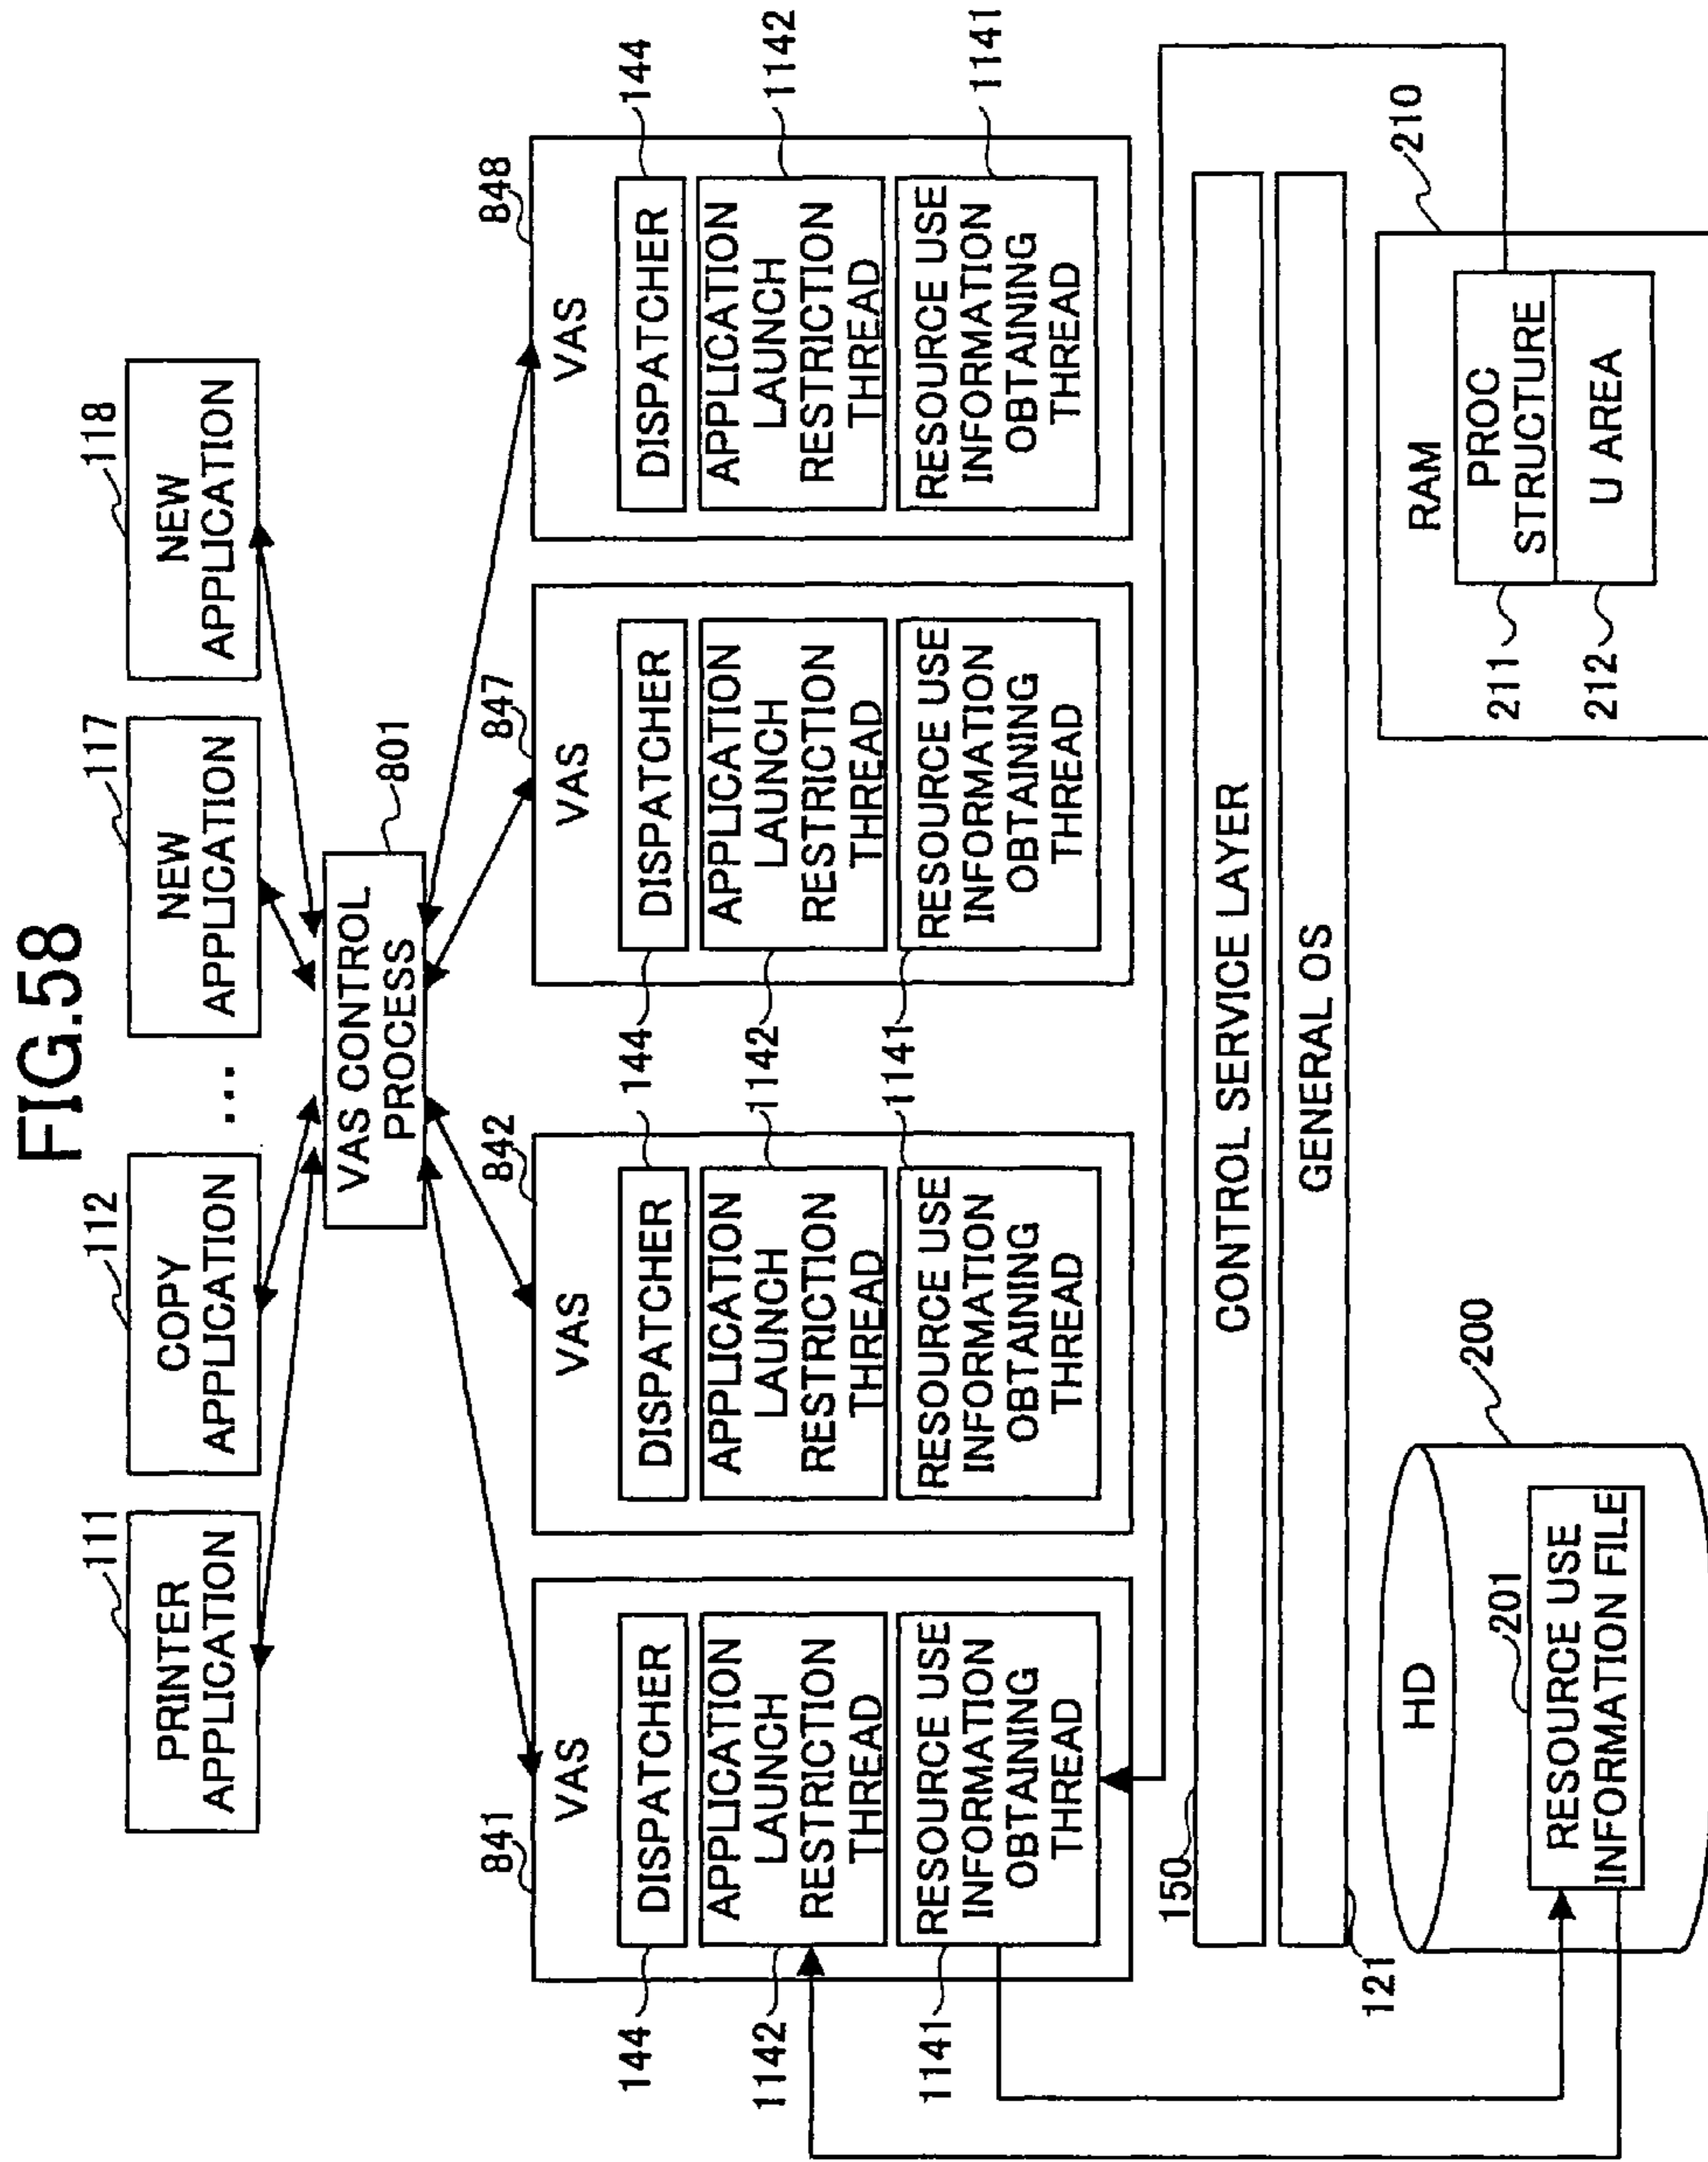 FIG.58
111
112
117
118
PRINTER
APPLICATION
COPY
APPLICATION
...
NEW
APPLICATION
NEW
APPLICATION
VAS CONTROL
PROCESS
801
841
842
847
848
VAS
VAS
VAS
VAS
144
DISPATCHER
DISPATCHER
144
DISPATCHER
DISPATCHER
144
1142
APPLICATION
LAUNCH
RESTRICTION
THREAD
APPLICATION
LAUNCH
RESTRICTION
THREAD
1142
APPLICATION
LAUNCH
RESTRICTION
THREAD
APPLICATION
LAUNCH
RESTRICTION
THREAD
1142
1141
RESOURCE USE
INFORMATION
OBTAINING
THREAD
RESOURCE USE
INFORMATION
OBTAINING
THREAD
1141
RESOURCE USE
INFORMATION
OBTAINING
THREAD
RESOURCE USE
INFORMATION
OBTAINING
THREAD
1141
150
CONTROL SERVICE LAYER
GENERAL OS
121
200
HD
201
RESOURCE USE
INFORMATION FILE
210
RAM
211
PROC
STRUCTURE
212
U AREA